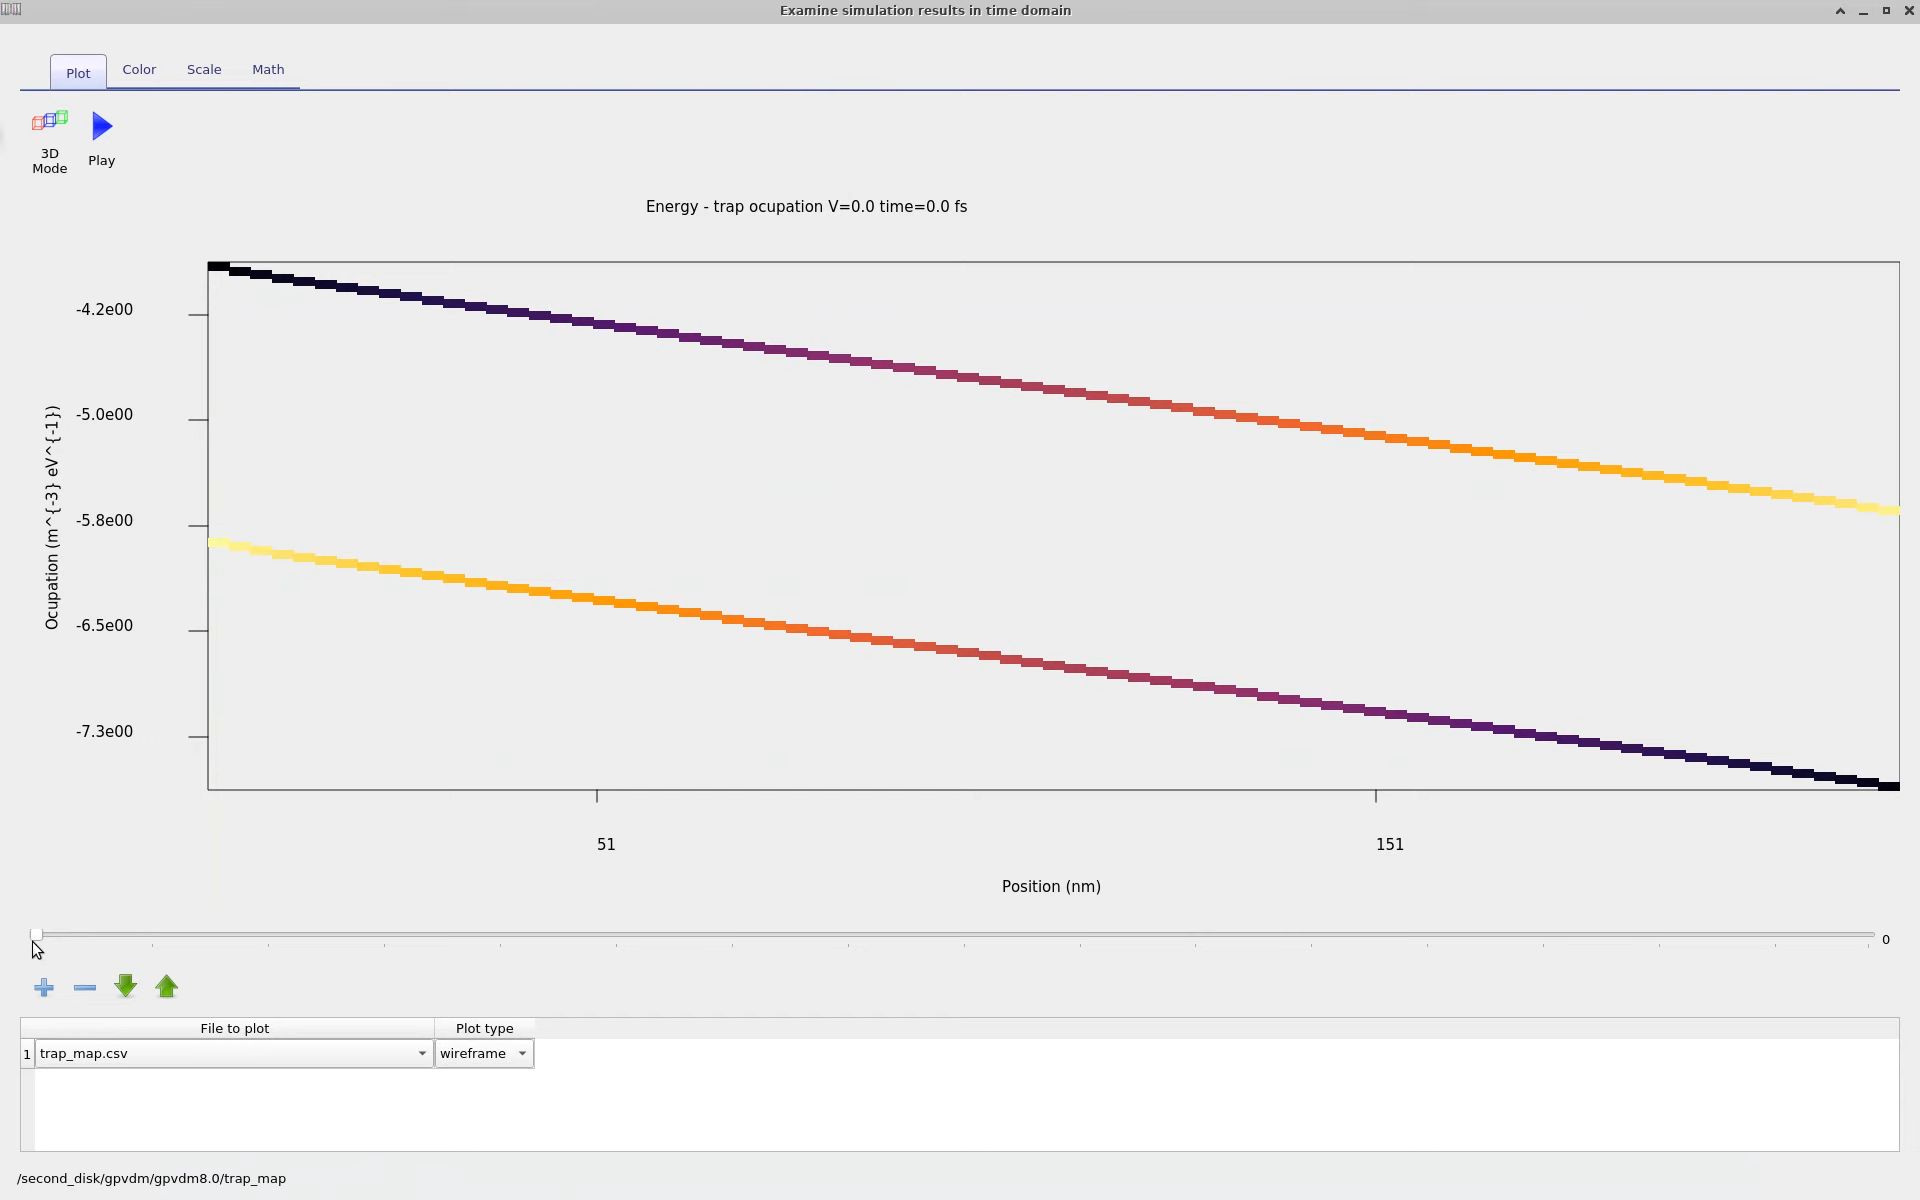 Examine simulation results in time domain
Plot Color Scale Math
3D Mode
Play
Energy - trap ocupation V=0.0 time=0.0 fs
Ocupation (m^{-3} eV^{-1})
-4.2e00
-5.0e00
-5.8e00
-6.5e00
-7.3e00
51 151
Position (nm)
0
File to plot Plot type
1 trap_map.csv wireframe
/second_disk/gpvdm/gpvdm8.0/trap_map